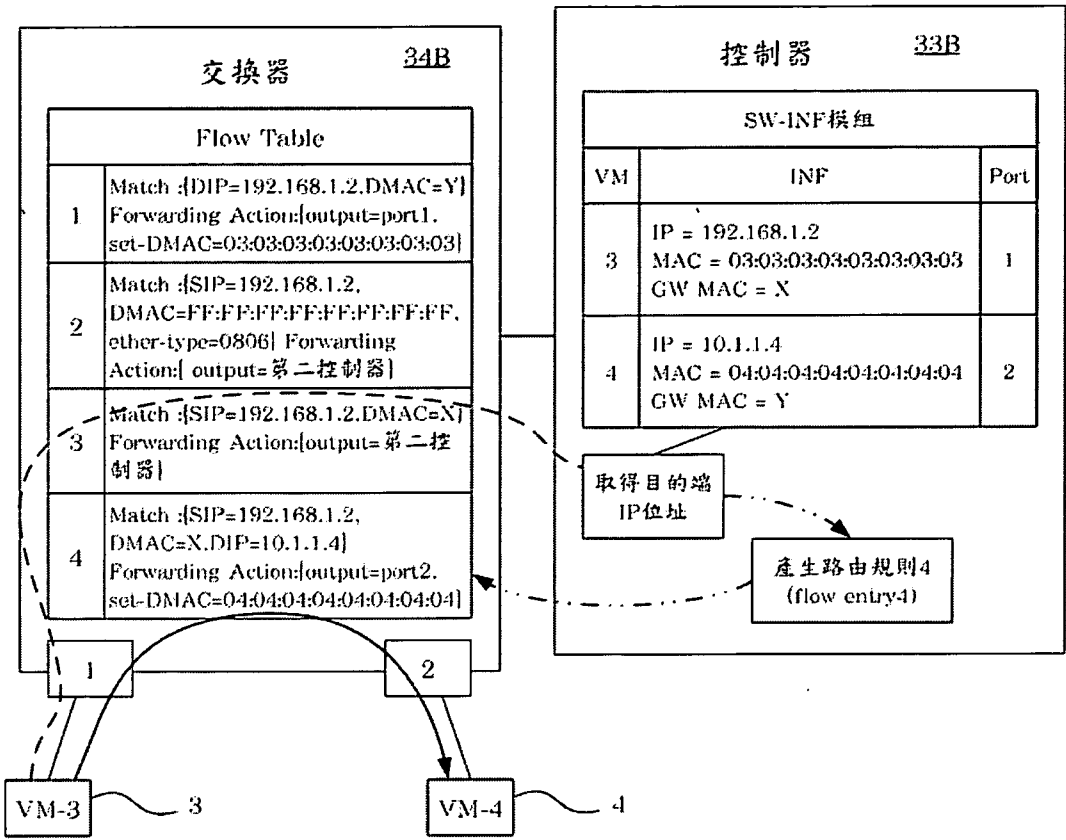 交換器
34B
Flow Table
1
Match :{DIP=192.168.1.2,DMAC=Y}
Forwarding Action:{output=port1,
set-DMAC=03:03:03:03:03:03:03:03}
2
Match :{SIP=192.168.1.2,
DMAC=FF:FF:FF:FF:FF:FF:FF:FF,
ether-type=0806} Forwarding
Action:{ output=第二控制器}
3
Match :{SIP=192.168.1.2,DMAC=X}
Forwarding Action:{output=第二控
制器}
4
Match :{SIP=192.168.1.2,
DMAC=X,DIP=10.1.1.4}
Forwarding Action:{output=port2,
set-DMAC=04:04:04:04:04:04:04:04}
1
2
VM-3
3
VM-4
4
控制器
33B
SW-INF模組
VM
INF
Port
3
IP = 192.168.1.2
MAC = 03:03:03:03:03:03:03:03
GW MAC = X
1
4
IP = 10.1.1.4
MAC = 04:04:04:04:04:04:04:04
GW MAC = Y
2
取得目的端
IP位址
產生路由規則4
(flow entry4)